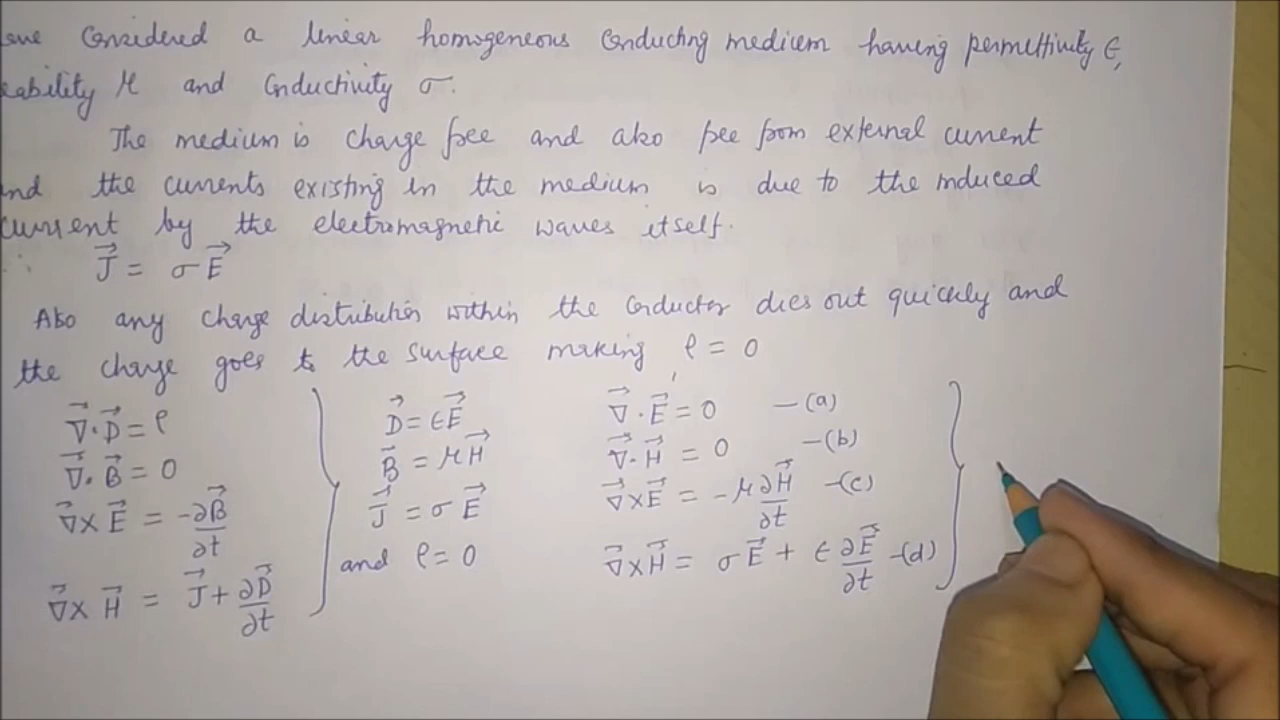 considered a linear homogeneous conducting medium having permittivity ϵ,
μ and Conductivity σ.
The medium is charge free and also free from external current
the currents existing in the medium is due to the induced
current by the electromagnetic waves itself.
∴ J⃗ = σ E⃗
Also any charge distribution within the conductor dies out quickly and
the charge goes to the surface making ρ = 0
∇⃗·D⃗ = ρ
∇⃗·B⃗ = 0
∇⃗×E⃗ = -∂B⃗/∂t
∇⃗×H⃗ = J⃗ + ∂D⃗/∂t
D⃗ = ϵE⃗
B⃗ = μH⃗
J⃗ = σE⃗
and ρ = 0
∇⃗·E⃗ = 0 —(a)
∇⃗·H⃗ = 0 —(b)
∇⃗×E⃗ = -μ∂H⃗/∂t —(c)
∇⃗×H⃗ = σE⃗ + ϵ∂E⃗/∂t —(d)